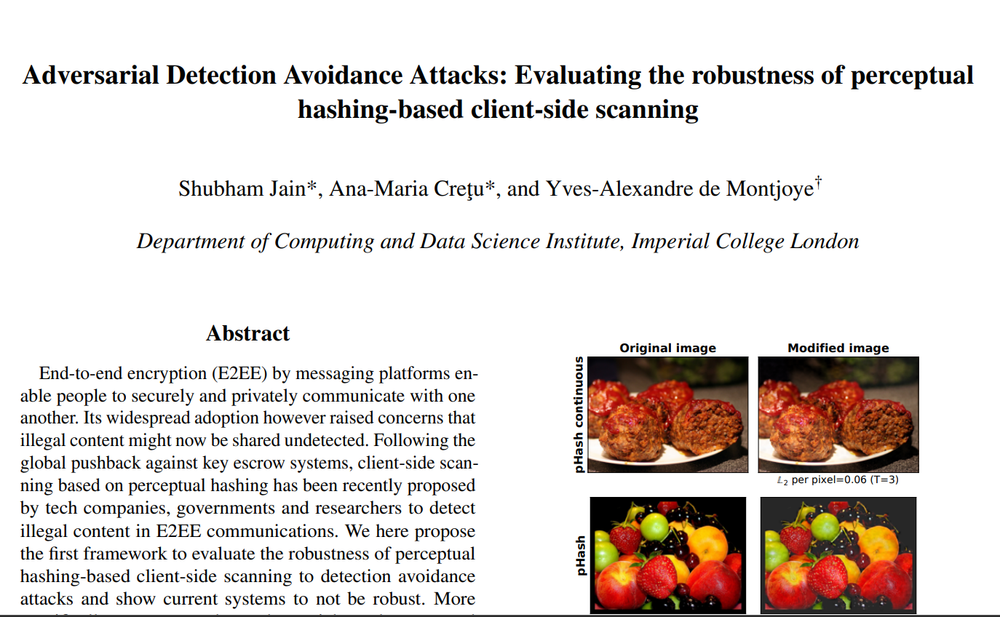 Adversarial Detection Avoidance Attacks: Evaluating the robustness of perceptual
hashing-based client-side scanning
Shubham Jain*, Ana-Maria Creţu*, and Yves-Alexandre de Montjoye†
Department of Computing and Data Science Institute, Imperial College London
Abstract
End-to-end encryption (E2EE) by messaging platforms en-
able people to securely and privately communicate with one
another. Its widespread adoption however raised concerns that
illegal content might now be shared undetected. Following the
global pushback against key escrow systems, client-side scan-
ning based on perceptual hashing has been recently proposed
by tech companies, governments and researchers to detect
illegal content in E2EE communications. We here propose
the first framework to evaluate the robustness of perceptual
hashing-based client-side scanning to detection avoidance
attacks and show current systems to not be robust. More
Original image
Modified image
pHash continuous
𝕃₂ per pixel=0.06 (T=3)
pHash